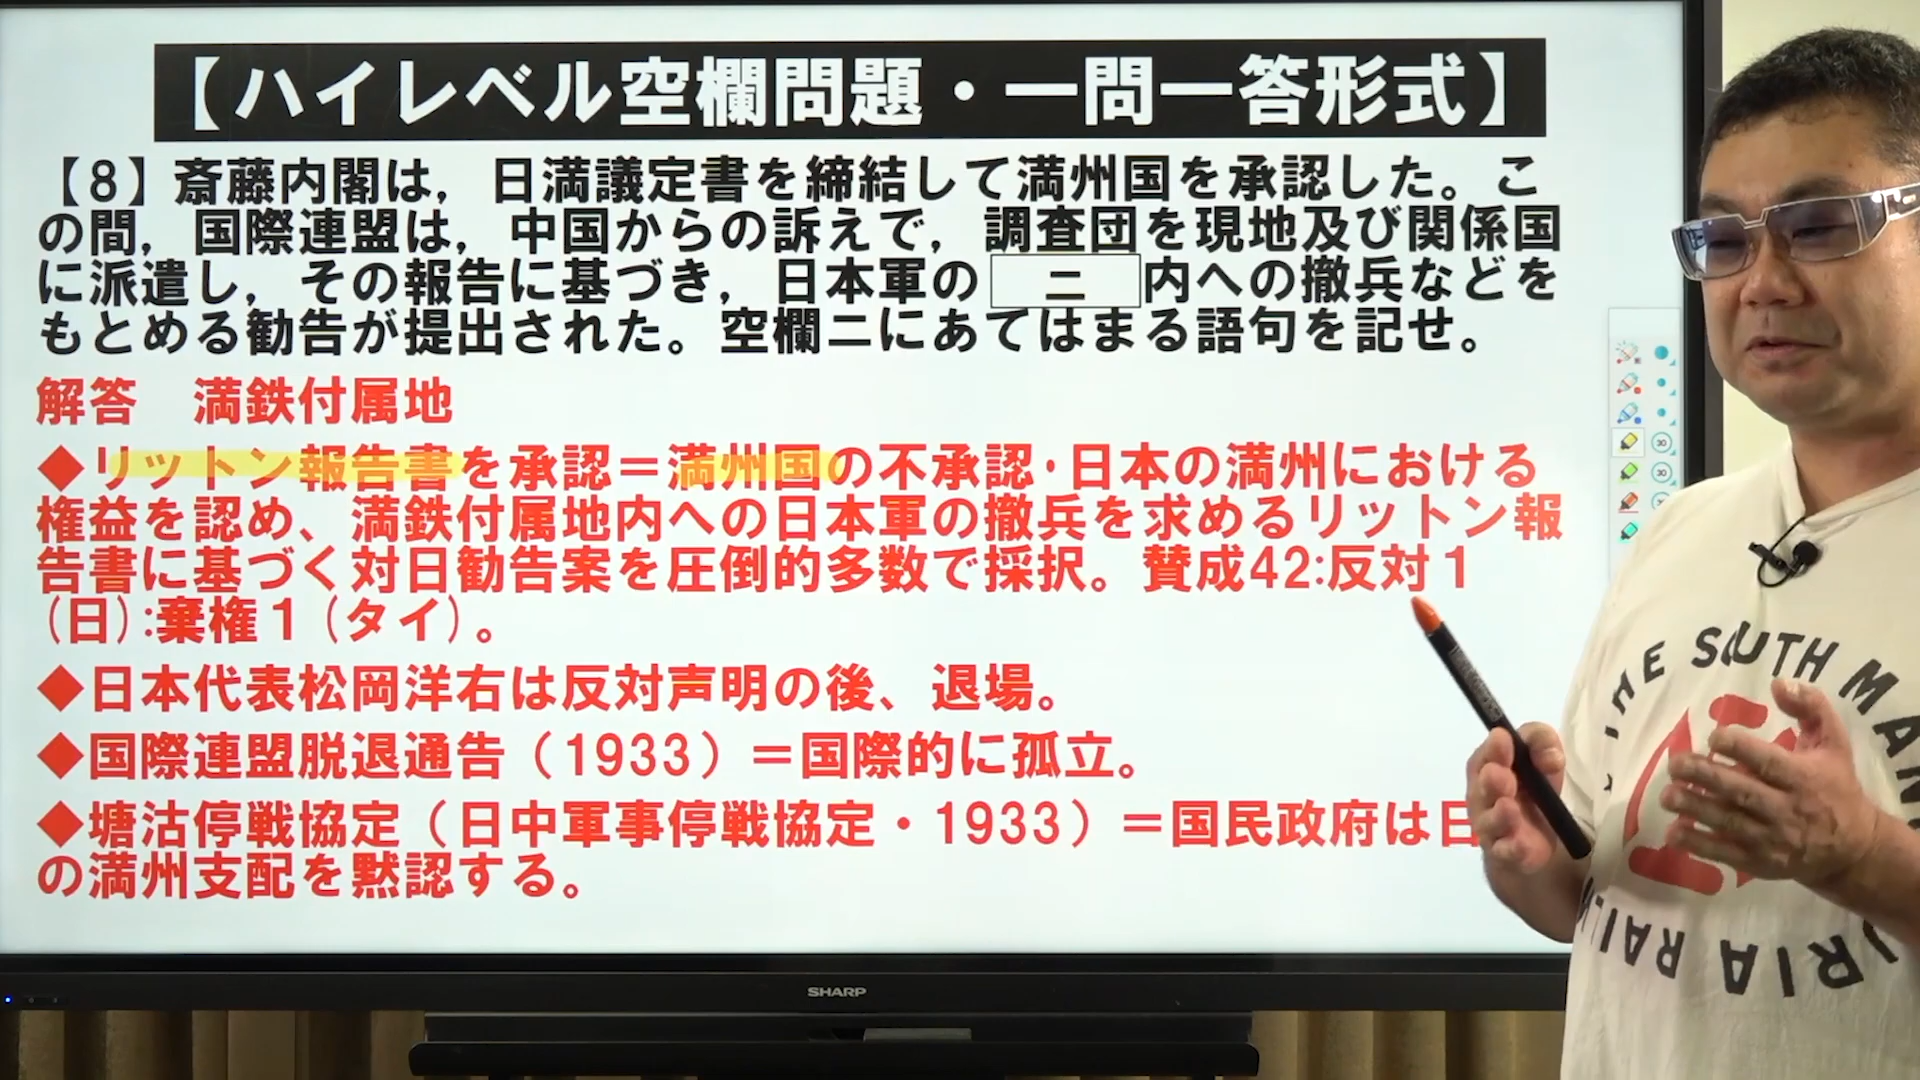 【ハイレベル空欄問題・一問一答形式】
【8】斎藤内閣は，日満議定書を締結して満州国を承認した。こ
の間，国際連盟は，中国からの訴えで，調査団を現地及び関係国
に派遣し，その報告に基づき，日本軍の ニ 内への撤兵などを
もとめる勧告が提出された。空欄ニにあてはまる語句を記せ。
解答　満鉄付属地
◆リットン報告書を承認＝満州国の不承認・日本の満州における
権益を認め、満鉄付属地内への日本軍の撤兵を求めるリットン報
告書に基づく対日勧告案を圧倒的多数で採択。賛成42:反対１
(日):棄権１(タイ)。
◆日本代表松岡洋右は反対声明の後、退場。
◆国際連盟脱退通告（1933）＝国際的に孤立。
◆塘沽停戦協定（日中軍事停戦協定・1933）＝国民政府は日
の満州支配を黙認する。
SHARP
THE SOUTH MAN
URIA RAILW